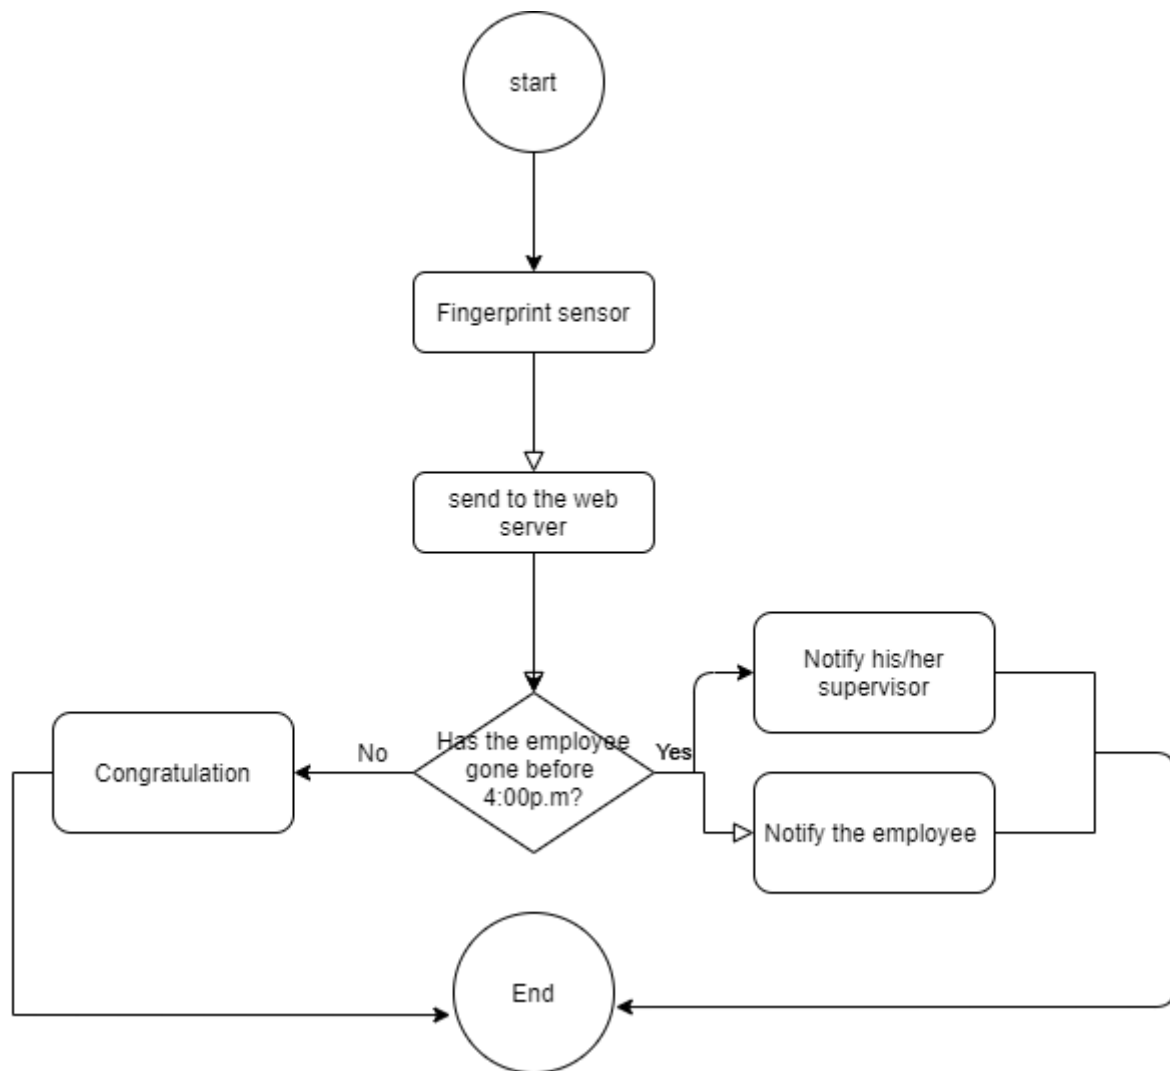 start
Fingerprint sensor
send to the web
server
Notify his/her
supervisor
Has the employee
gone before
4:00p.m?
No
Yes
Congratulation
Notify the employee
End